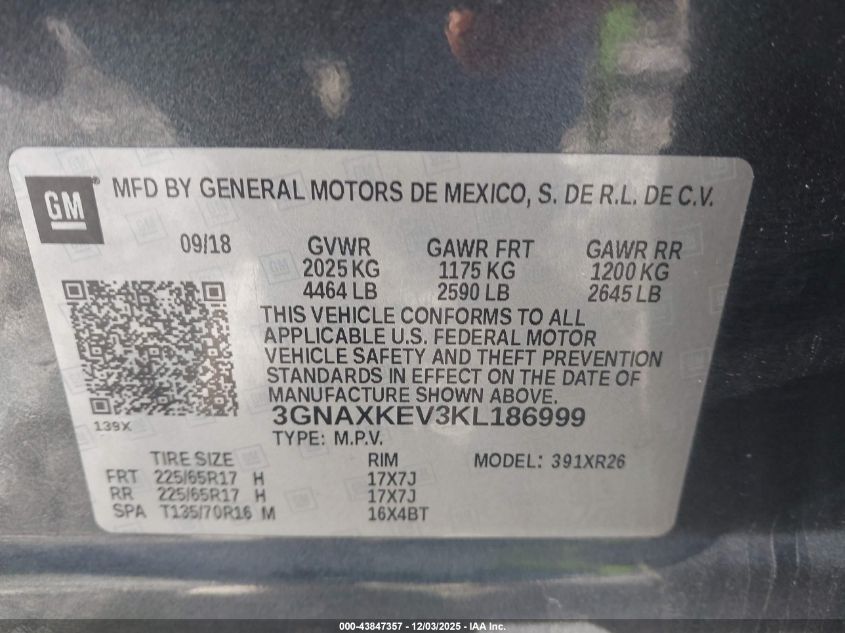 GM
MFD BY GENERAL MOTORS DE MEXICO, S. DE R.L. DE C.V.
09/18 GVWR GAWR FRT GAWR RR
2025 KG 1175 KG 1200 KG
4464 LB 2590 LB 2645 LB
THIS VEHICLE CONFORMS TO ALL
APPLICABLE U.S. FEDERAL MOTOR
VEHICLE SAFETY AND THEFT PREVENTION
STANDARDS IN EFFECT ON THE DATE OF
MANUFACTURE SHOWN ABOVE.
139X
3GNAXKEV3KL186999
TYPE: M.P.V.
TIRE SIZE RIM MODEL: 391XR26
FRT 225/65R17 H 17X7J
RR 225/65R17 H 17X7J
SPA T135/70R16 M 16X4BT
000-43847357 - 12/03/2025 - IAA Inc.